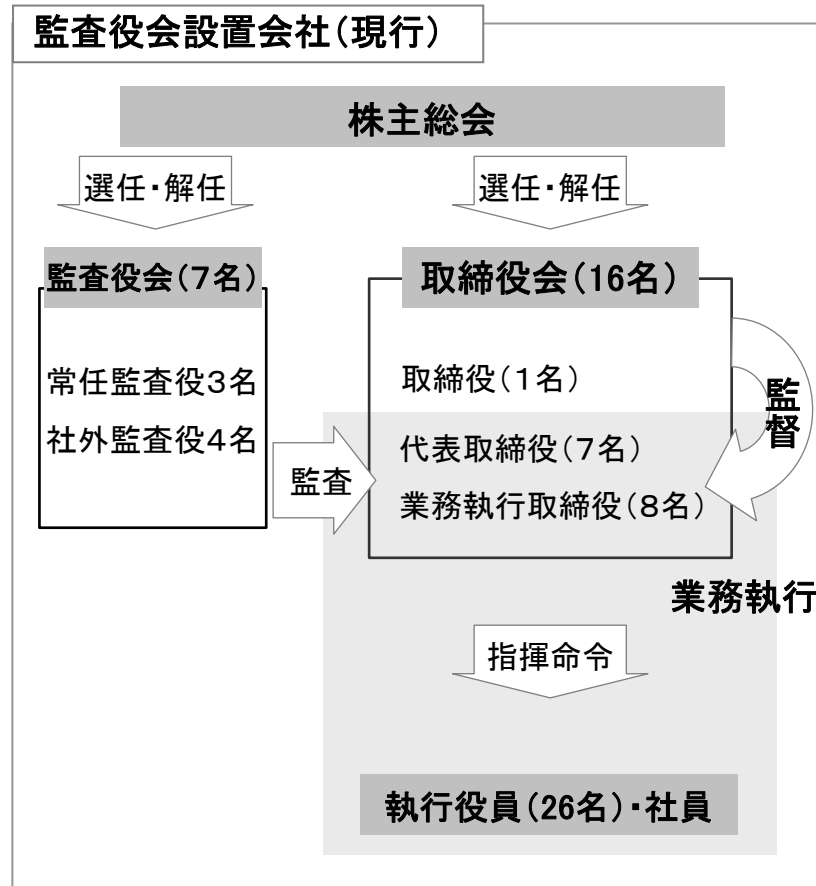 監査役会設置会社(現行)
株主総会
選任・解任
選任・解任
監査役会(7名)
取締役会(16名)
常任監査役3名
社外監査役4名
監査
取締役(1名)
代表取締役(7名)
業務執行取締役(8名)
監督
業務執行
指揮命令
執行役員(26名)・社員